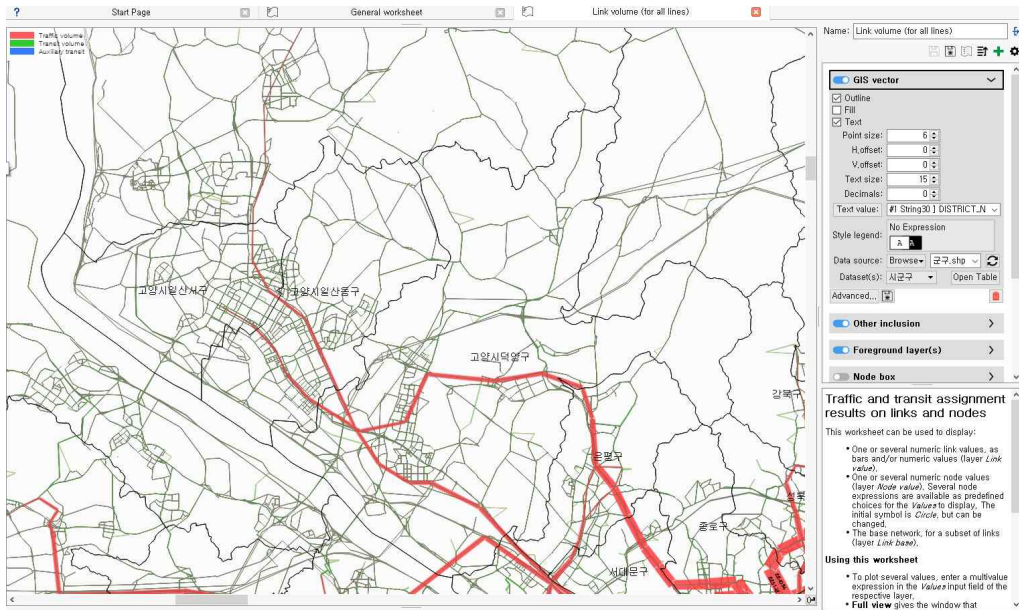 Start Page
General worksheet
Link volume (for all lines)
Traffic volume
Transit volume
Auxiliary transit
고양시일산서구
고양시일산동구
고양시덕양구
강북구
은평구
종로구
서대문구
Name: Link volume (for all lines)
GIS vector
Outline
Fill
Text
Point size: 6
H.offset: 0
V.offset: 0
Text size: 15
Decimals: 0
Text value: #[ String30 ] DISTRICT_N
Style legend: No Expression
A A
Data source: Browse 군구.shp
Dataset(s): 시군구 Open Table
Advanced...
Other inclusion
Foreground layer(s)
Node box
Traffic and transit assignment
results on links and nodes
This worksheet can be used to display:
• One or several numeric link values, as
bars and/or numeric values (layer Link
value),
• One or several numeric node values
(layer Node value). Several node
expressions are available as predefined
choices for the Values to display. The
initial symbol is Circle, but can be
changed,
• The base network, for a subset of links
(layer Link base),
Using this worksheet
• To plot several values, enter a multivalue
expression in the Values input field of the
respective layer,
• Full view gives the window that